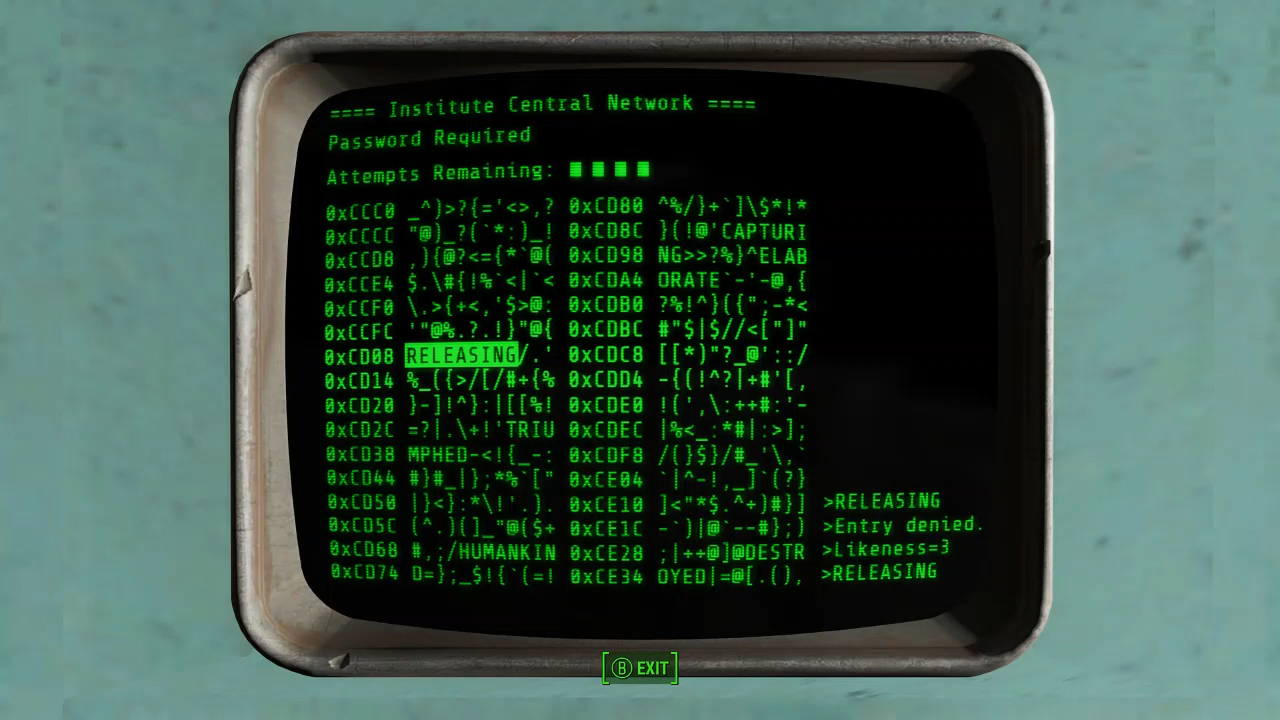 ==== Institute Central Network ====
Password Required
Attempts Remaining: ■ ■ ■ ■
0xCCC0 _^)>?{='<>,? 0xCD80 ^%/}+`]\$*!*
0xCCCC "@)_?(`*:)_! 0xCD8C }(!@'CAPTURI
0xCCD8 ,){@?<={*`@( 0xCD98 NG>>?%}^ELAB
0xCCE4 $.\#{!%`<|`< 0xCDA4 ORATE`-'-@,{
0xCCF0 \.>{+<,'$>@: 0xCDB0 ?%!^}({";-*<
0xCCFC '"@%.?.!}"@{ 0xCDBC #"$|$//<["]"
0xCD08 RELEASING/.' 0xCDC8 [[*)"?_@'::/
0xCD14 %_({>/[/#+{% 0xCDD4 -{(!^?|+#'[,
0xCD20 }-]!^}:|[[%! 0xCDE0 !(',\:++#:'-
0xCD2C =?|.\+!'TRIU 0xCDEC |%<_:*#|:>];
0xCD38 MPHED-<!{_-: 0xCDF8 /(}$}/#_'\,`
0xCD44 #}#_|};*%`[" 0xCE04 `|^-!,_]`(?}
0xCD50 |}<}:*\!'.). 0xCE10 ]<"*$.^+)#}] >RELEASING
0xCD5C (^.)(]_"@($+ 0xCE1C -`)|@`--#};) >Entry denied.
0xCD68 #,;/HUMANKIN 0xCE28 ;|++@]@DESTR >Likeness=3
0xCD74 D=};_$!{`(=! 0xCE34 OYED|=@[.(), >RELEASING
[Ⓑ EXIT]